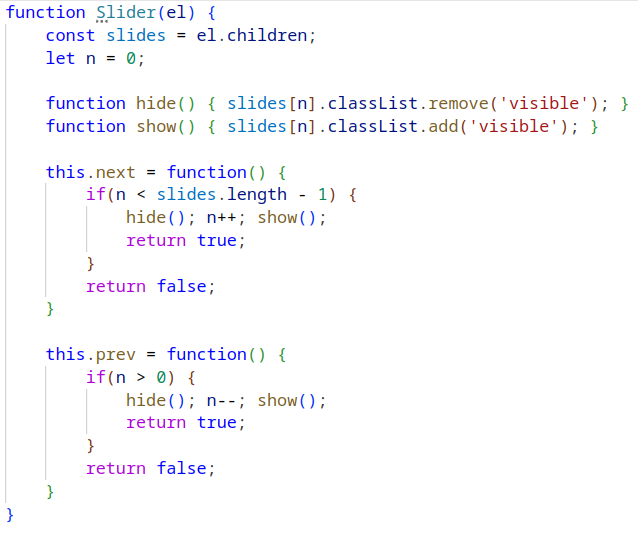 function Slider(el) {
    const slides = el.children;
    let n = 0;

    function hide() { slides[n].classList.remove('visible'); }
    function show() { slides[n].classList.add('visible'); }

    this.next = function() {
        if(n < slides.length - 1) {
            hide(); n++; show();
            return true;
        }
        return false;
    }

    this.prev = function() {
        if(n > 0) {
            hide(); n--; show();
            return true;
        }
        return false;
    }
}